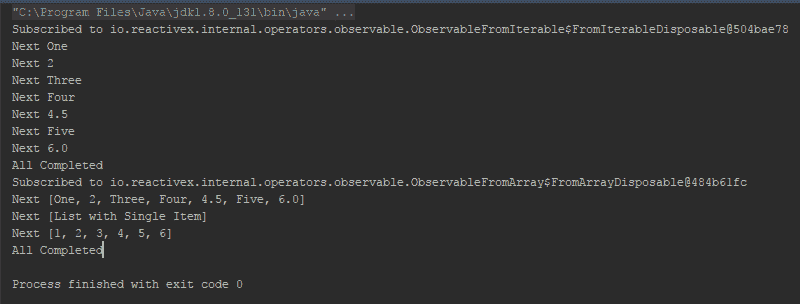 "C:\Program Files\Java\jdk1.8.0_131\bin\java" ...
Subscribed to io.reactivex.internal.operators.observable.ObservableFromIterable$FromIterableDisposable@504bae78
Next One
Next 2
Next Three
Next Four
Next 4.5
Next Five
Next 6.0
All Completed
Subscribed to io.reactivex.internal.operators.observable.ObservableFromArray$FromArrayDisposable@484b61fc
Next [One, 2, Three, Four, 4.5, Five, 6.0]
Next [List with Single Item]
Next [1, 2, 3, 4, 5, 6]
All Completed
Process finished with exit code 0